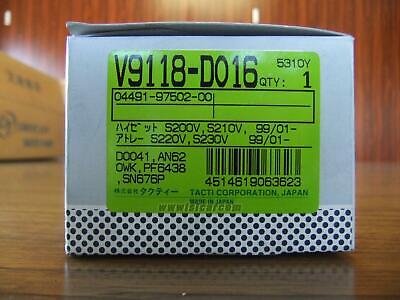 V9118-D016
5310Y
QTY: 1
04491-97502-00
ハイゼット S200V,S210V, 99/01-
アトレー S220V,S230V 99/01-
D0041,AN62
0WK,PF6438
,SN676P
4514619063623
株式会社 タクティー
TACTI CORPORATION, JAPAN
MADE IN JAPAN